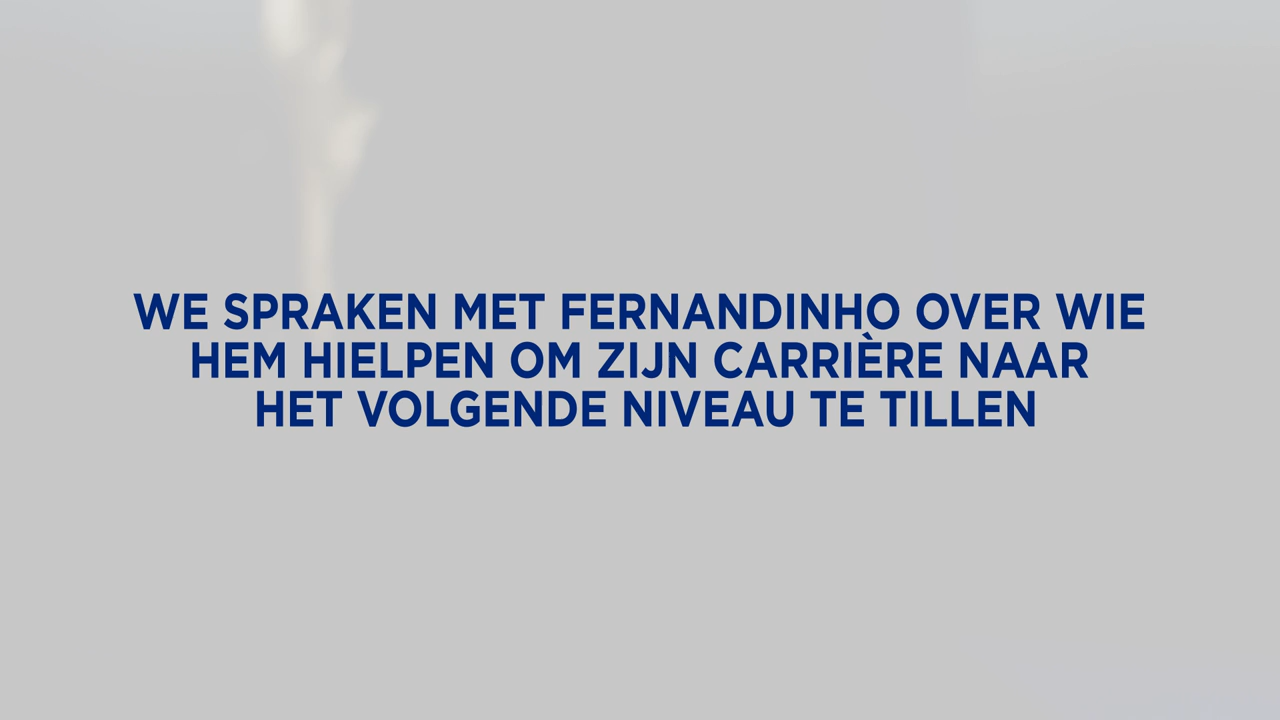 WE SPRAKEN MET FERNANDINHO OVER WIE
HEM HIELPEN OM ZIJN CARRIÈRE NAAR
HET VOLGENDE NIVEAU TE TILLEN